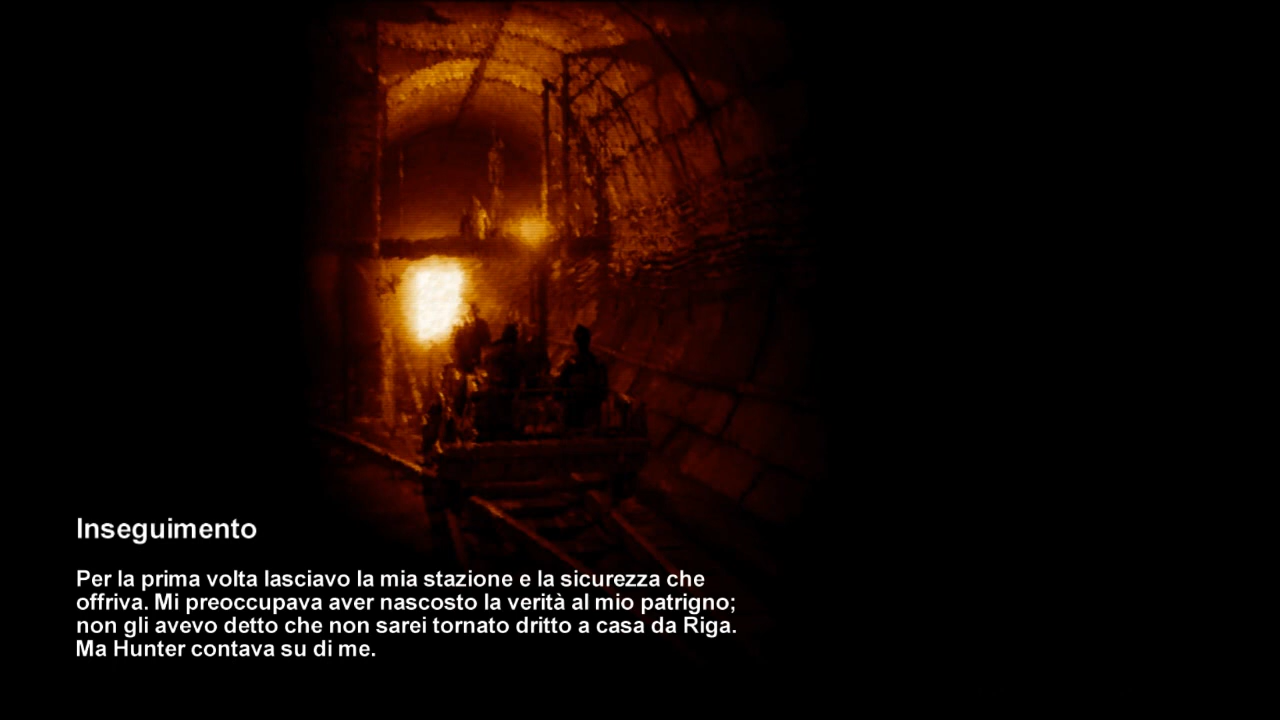 Inseguimento
Per la prima volta lasciavo la mia stazione e la sicurezza che
offriva. Mi preoccupava aver nascosto la verità al mio patrigno;
non gli avevo detto che non sarei tornato dritto a casa da Riga.
Ma Hunter contava su di me.